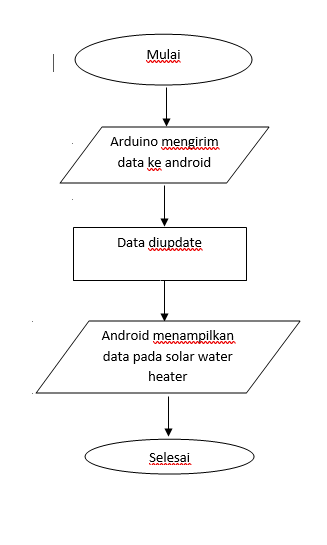 Mulai
Arduino mengirim
data ke android
Data diupdate
Android menampilkan
data pada solar water
heater
Selesai